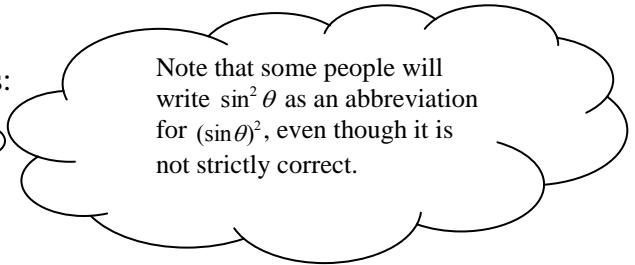 s:
Note that some people will
write sin² θ as an abbreviation
for (sin θ)², even though it is
not strictly correct.